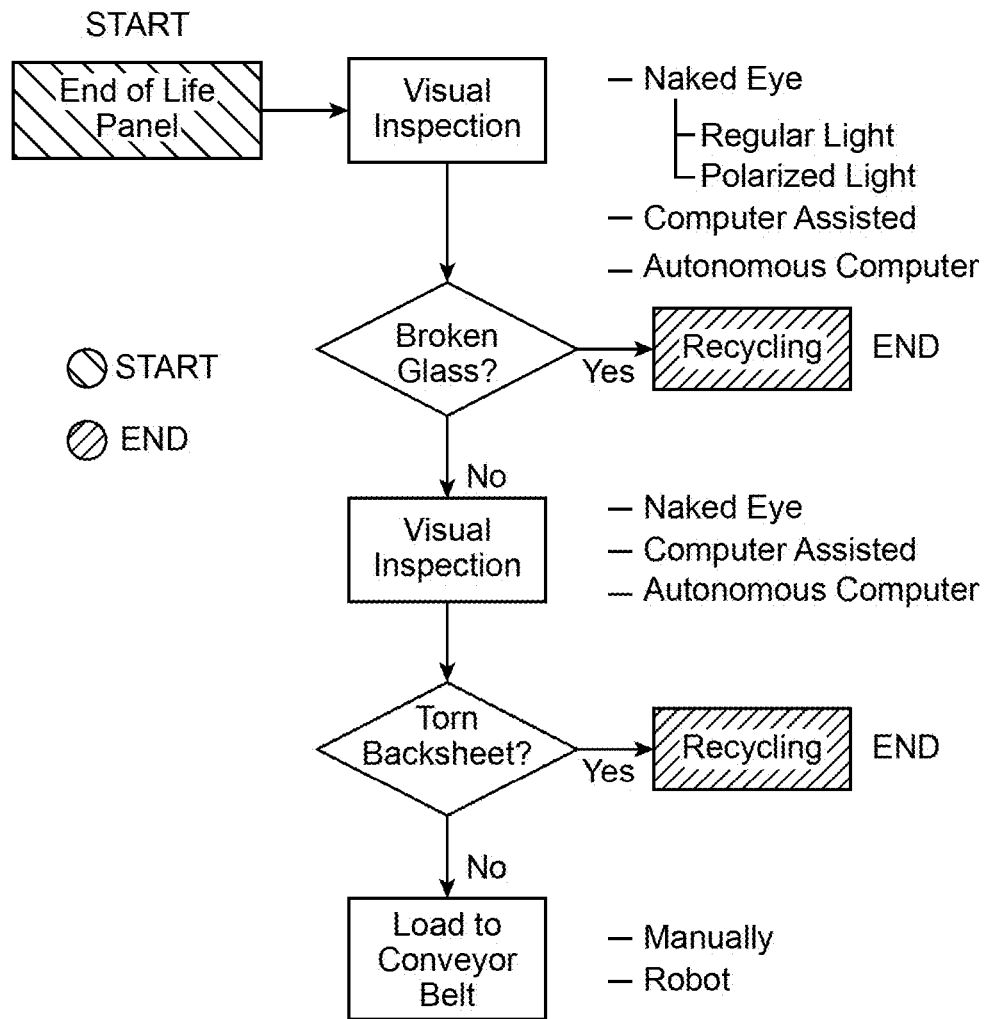 START
End of Life
Panel
Visual
Inspection
– Naked Eye
Regular Light
Polarized Light
– Computer Assisted
– Autonomous Computer
Broken
Glass?
Yes
Recycling
END
START
END
No
Visual
Inspection
– Naked Eye
– Computer Assisted
– Autonomous Computer
Torn
Backsheet?
Yes
Recycling
END
No
Load to
Conveyor
Belt
– Manually
– Robot